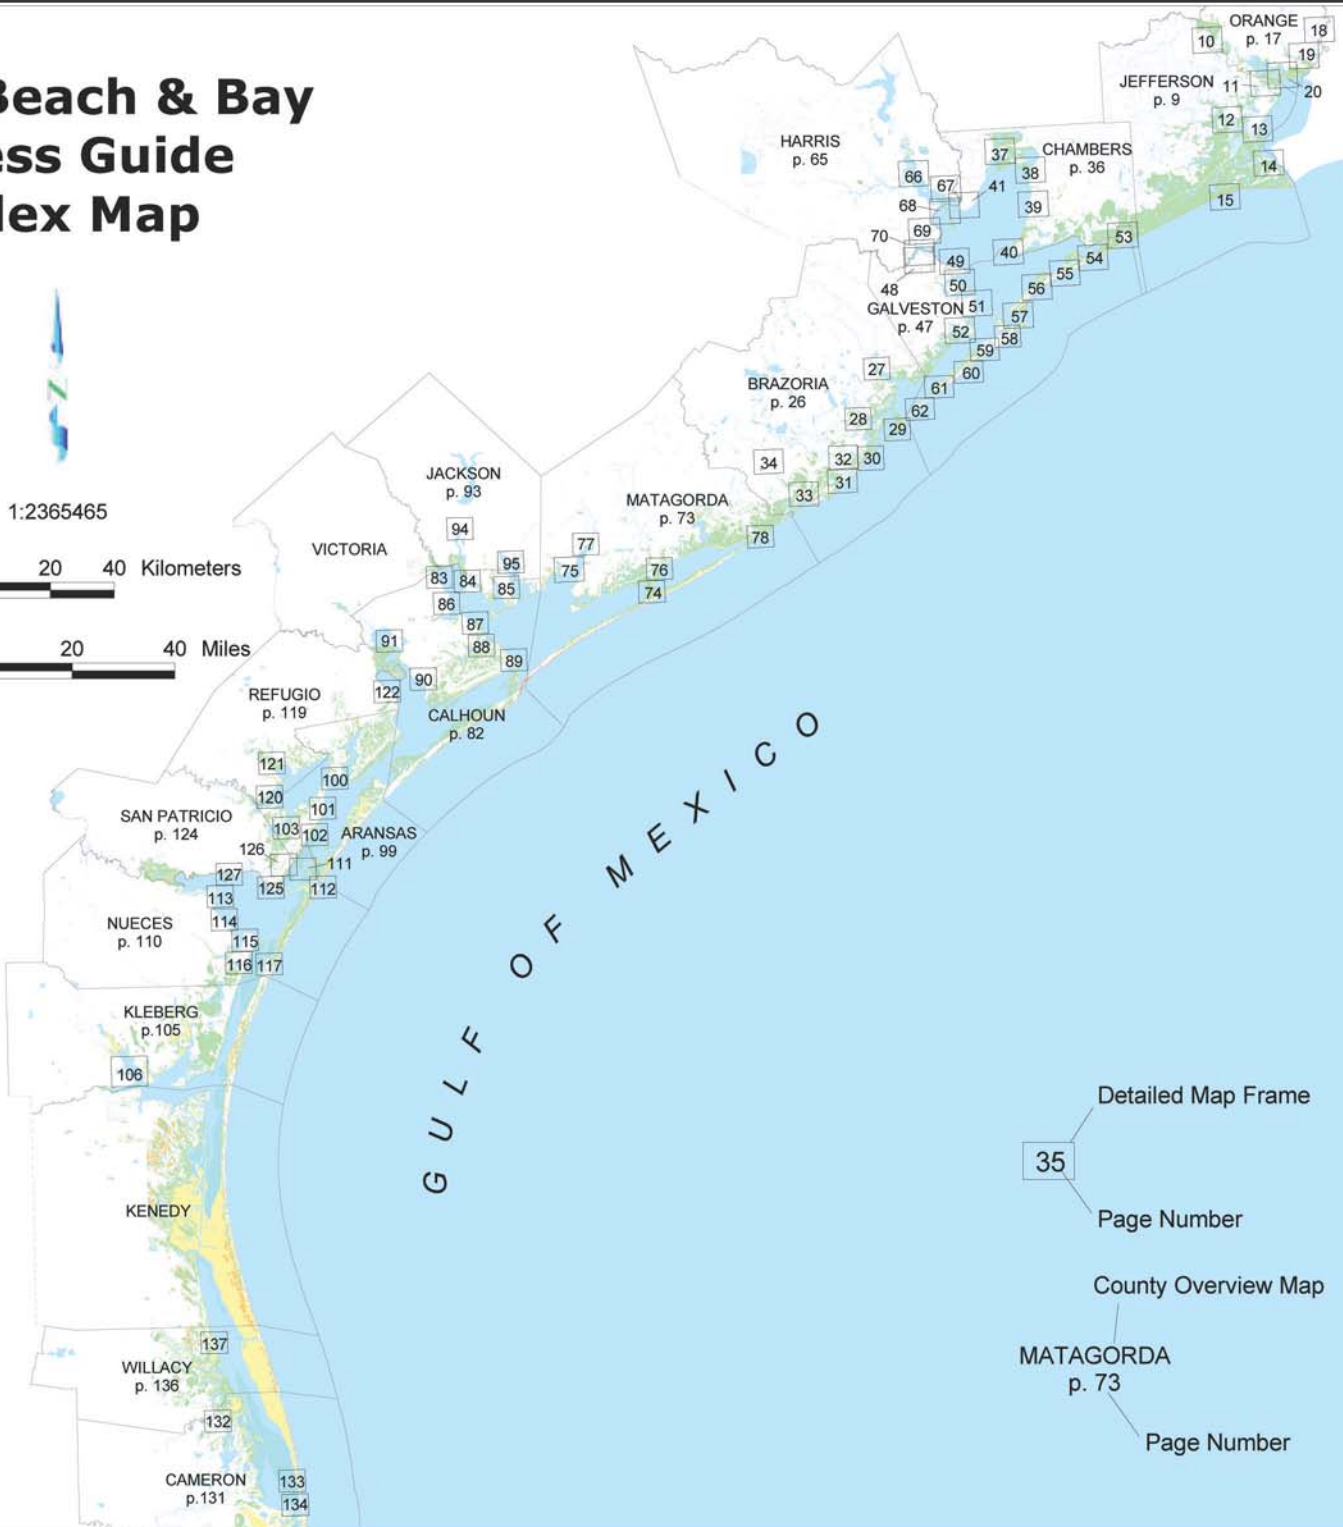 Beach & Bay
ess Guide
dex Map
N
1:2365465
20 40 Kilometers
20 40 Miles
ORANGE
p. 17
18
10
19
JEFFERSON
p. 9
11
20
12
13
14
15
HARRIS
p. 65
CHAMBERS
p. 36
37
38
66
67
41
68
39
69
70
53
40
49
54
48
50
55
56
GALVESTON
p. 47
51
57
52
58
59
27
60
BRAZORIA
p. 26
61
62
28
29
34
32
30
31
33
JACKSON
p. 93
MATAGORDA
p. 73
94
78
VICTORIA
77
95
75
76
83
84
85
74
86
87
91
88
89
90
122
REFUGIO
p. 119
CALHOUN
p. 82
121
100
120
101
SAN PATRICIO
p. 124
103
102
ARANSAS
p. 99
126
111
127
125
112
113
NUECES
p. 110
114
115
116
117
GULF OF MEXICO
KLEBERG
p.105
106
KENEDY
137
WILLACY
p. 136
132
CAMERON
p.131
133
134
Detailed Map Frame
35
Page Number
County Overview Map
MATAGORDA
p. 73
Page Number